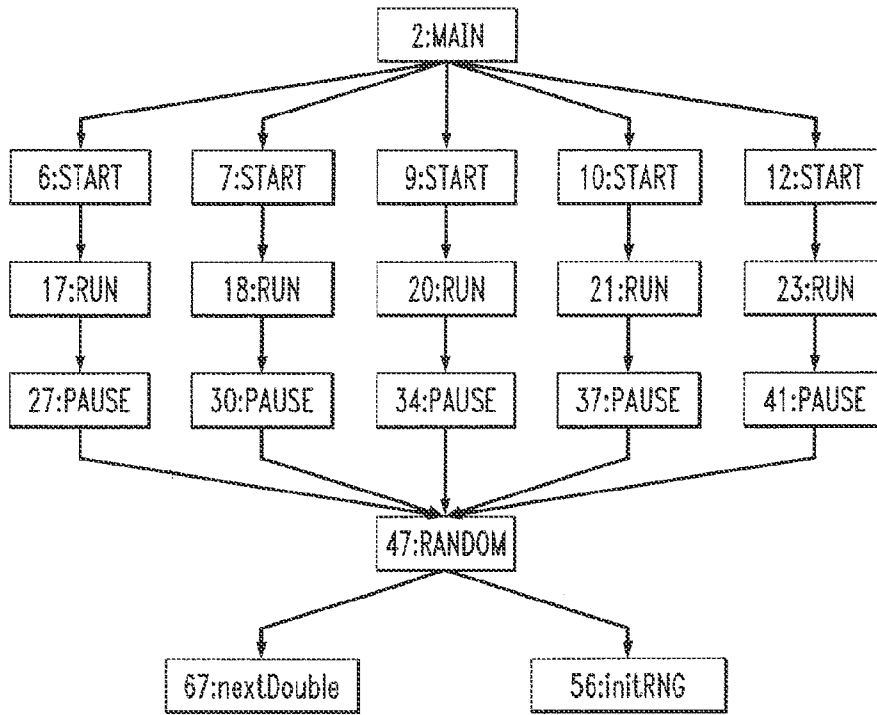 2:MAIN
6:START 7:START 9:START 10:START 12:START
17:RUN 18:RUN 20:RUN 21:RUN 23:RUN
27:PAUSE 30:PAUSE 34:PAUSE 37:PAUSE 41:PAUSE
47:RANDOM
67:nextDouble 56:initRNG